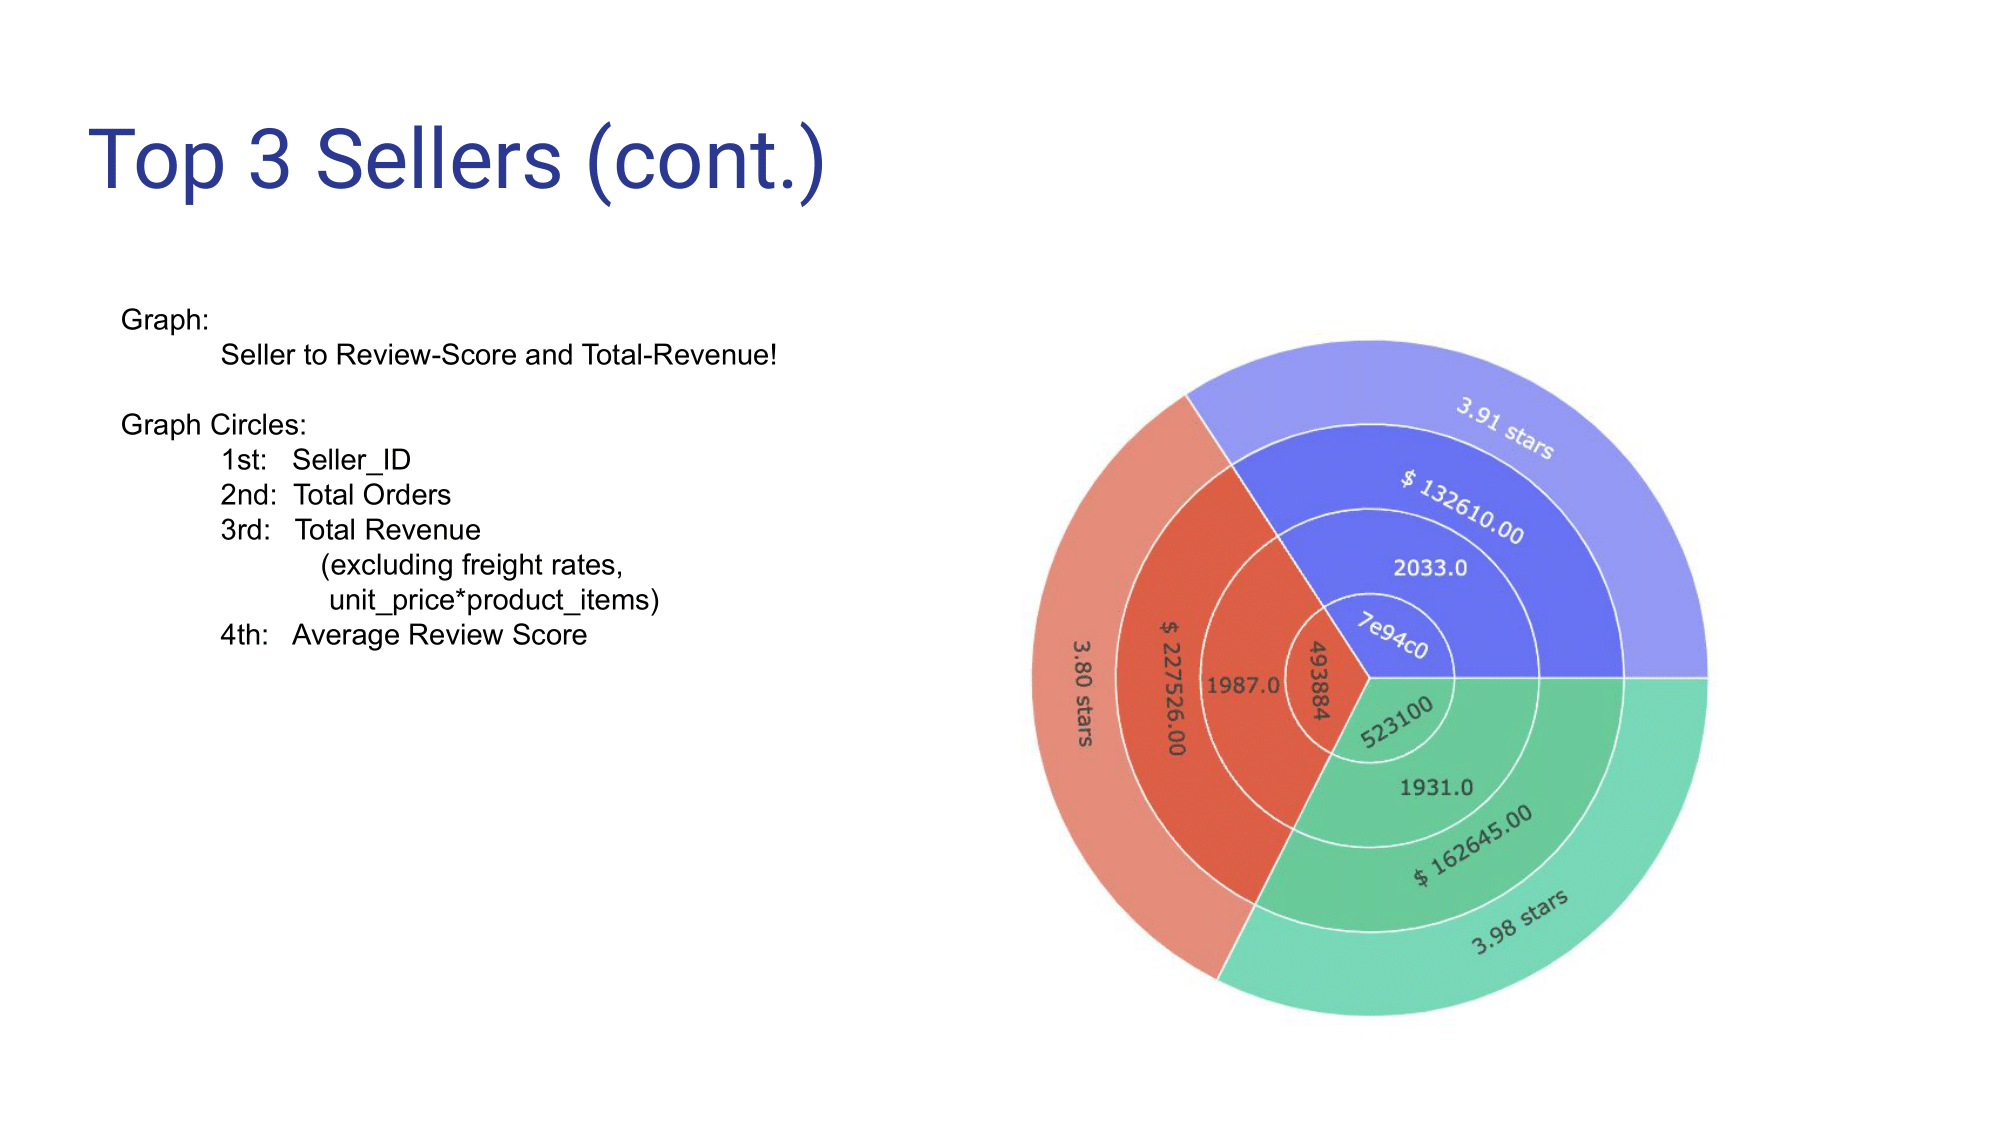 Top 3 Sellers (cont.)
Graph:
Seller to Review-Score and Total-Revenue!
Graph Circles:
1st: Seller_ID
2nd: Total Orders
3rd: Total Revenue
(excluding freight rates,
unit_price*product_items)
4th: Average Review Score
3.91 stars
$ 132610.00
2033.0
7e94c0
3.80 stars
$ 227526.00
1987.0
493884
523100
1931.0
$ 162645.00
3.98 stars